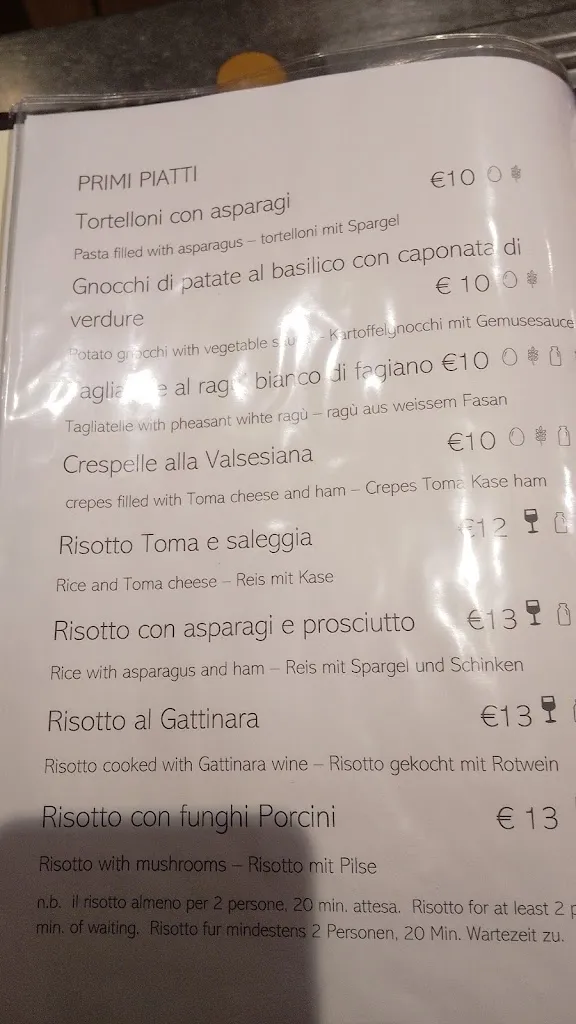 PRIMI PIATTI
Tortelloni con asparagi €10
Pasta filled with asparagus – tortelloni mit Spargel
Gnocchi di patate al basilico con caponata di
verdure € 10
Potato gnocchi with vegetable – Kartoffelgnocchi mit Gemusesauce
al ragù bianco di fagiano €10
Tagliatelle with pheasant wihte ragù – ragù aus weissem Fasan
Crespelle alla Valsesiana €10
crepes filled with Toma cheese and ham – Crepes Toma Kase ham
Risotto Toma e saleggia €12
Rice and Toma cheese – Reis mit Kase
Risotto con asparagi e prosciutto €13
Rice with asparagus and ham – Reis mit Spargel und Schinken
Risotto al Gattinara €13
Risotto cooked with Gattinara wine – Risotto gekocht mit Rotwein
Risotto con funghi Porcini € 13
Risotto with mushrooms – Risotto mit Pilse
n.b. il risotto almeno per 2 persone, 20 min. attesa. Risotto for at least 2 p
min. of waiting. Risotto fur mindestens 2 Personen, 20 Min. Wartezeit zu.